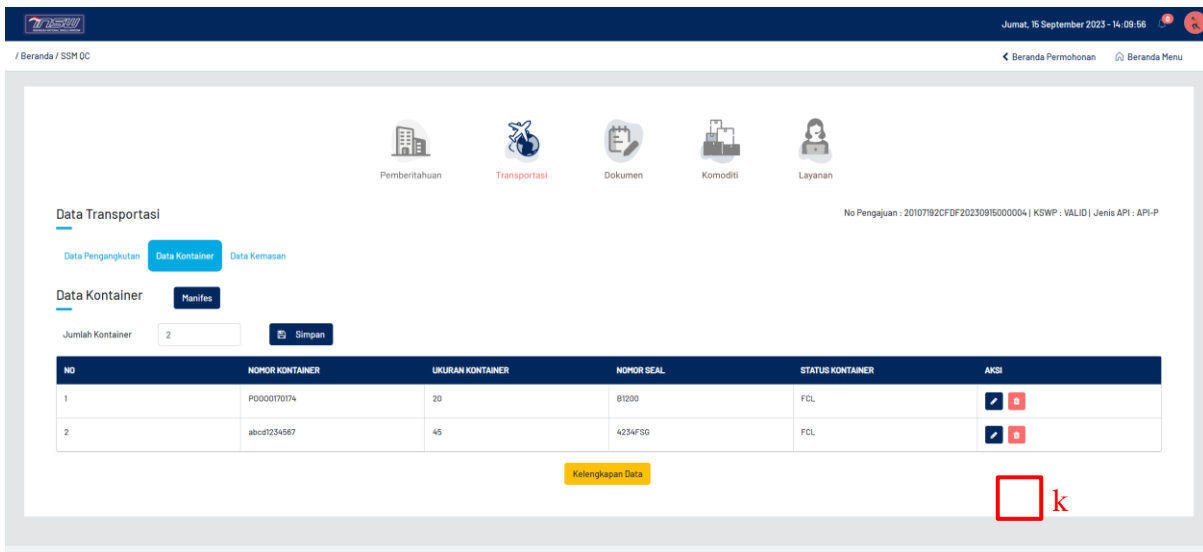 INSW
Jumat, 15 September 2023 - 14:09:56
/ Beranda / SSM QC
Beranda Permohonan
Beranda Menu
Pemberitahuan
Transportasi
Dokumen
Komoditi
Layanan
Data Transportasi
No Pengajuan : 20107192CFDF20230915000004 | KSWP : VALID | Jenis API : API-P
Data Pengangkutan
Data Kontainer
Data Kemasan
Data Kontainer
Manifes
Jumlah Kontainer
2
Simpan
NO NOMOR KONTAINER UKURAN KONTAINER NOMOR SEAL STATUS KONTAINER AKSI
1 PO000170174 20 B1200 FCL
2 abcd1234567 45 4234FSG FCL
Kelengkapan Data
k